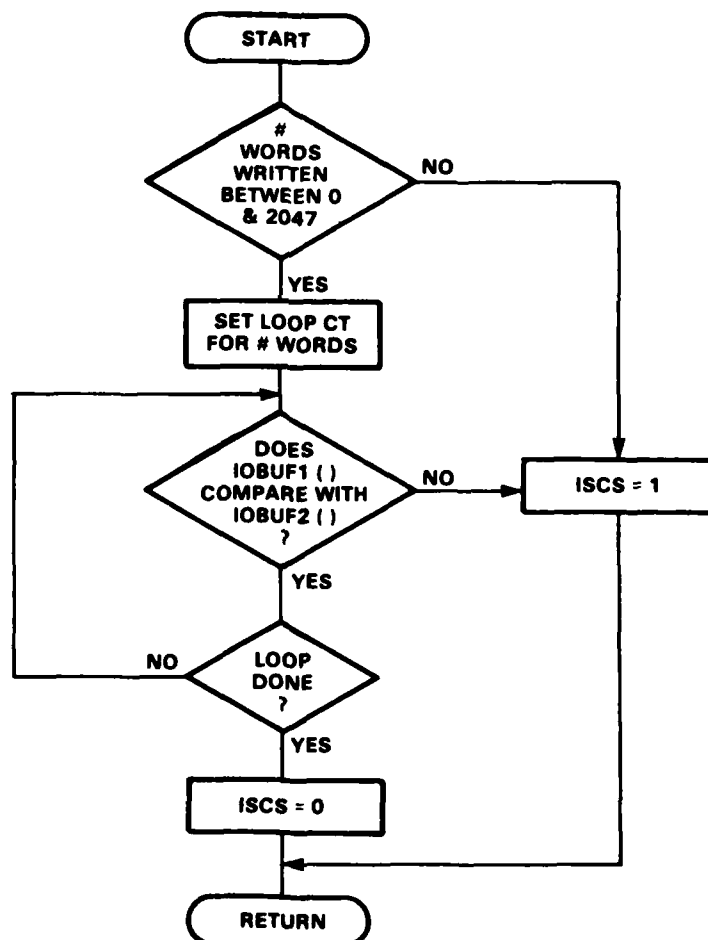 START
#
WORDS
WRITTEN
BETWEEN 0
& 2047
NO
YES
SET LOOP CT
FOR # WORDS
DOES
IOBUF1 ( )
COMPARE WITH
IOBUF2 ( )
?
NO
ISCS = 1
YES
NO
LOOP
DONE
?
YES
ISCS = 0
RETURN